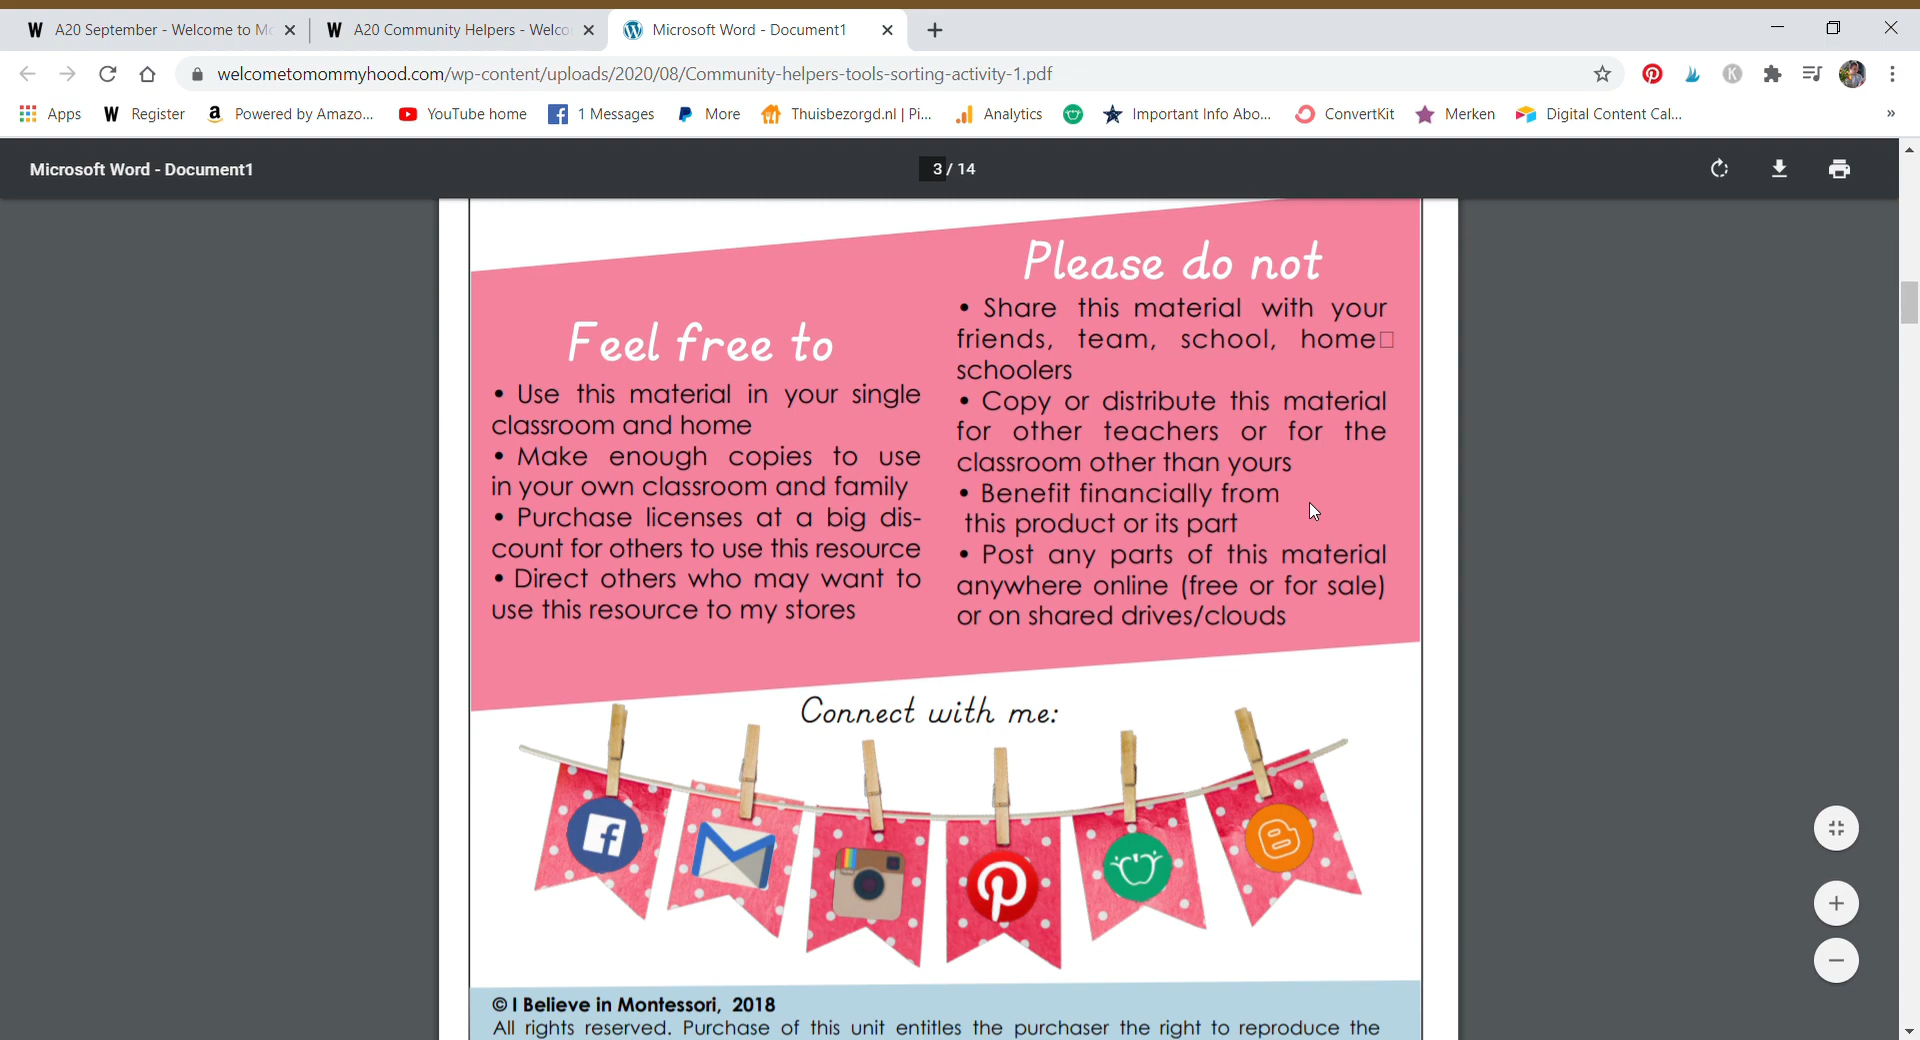 A20 September - Welcome to Mo
A20 Community Helpers - Welco
Microsoft Word - Document1
welcometomommyhood.com/wp-content/uploads/2020/08/Community-helpers-tools-sorting-activity-1.pdf
Apps
Register
Powered by Amazo...
YouTube home
1 Messages
More
Thuisbezorgd.nl | Pi...
Analytics
Important Info Abo...
ConvertKit
Merken
Digital Content Cal...
»
Microsoft Word - Document1
3 / 14
Feel free to
• Use this material in your single
classroom and home
• Make enough copies to use
in your own classroom and family
• Purchase licenses at a big dis-
count for others to use this resource
• Direct others who may want to
use this resource to my stores
Please do not
• Share this material with your
friends, team, school, home□
schoolers
• Copy or distribute this material
for other teachers or for the
classroom other than yours
• Benefit financially from
this product or its part
• Post any parts of this material
anywhere online (free or for sale)
or on shared drives/clouds
Connect with me:
© I Believe in Montessori, 2018
All rights reserved. Purchase of this unit entitles the purchaser the right to reproduce the